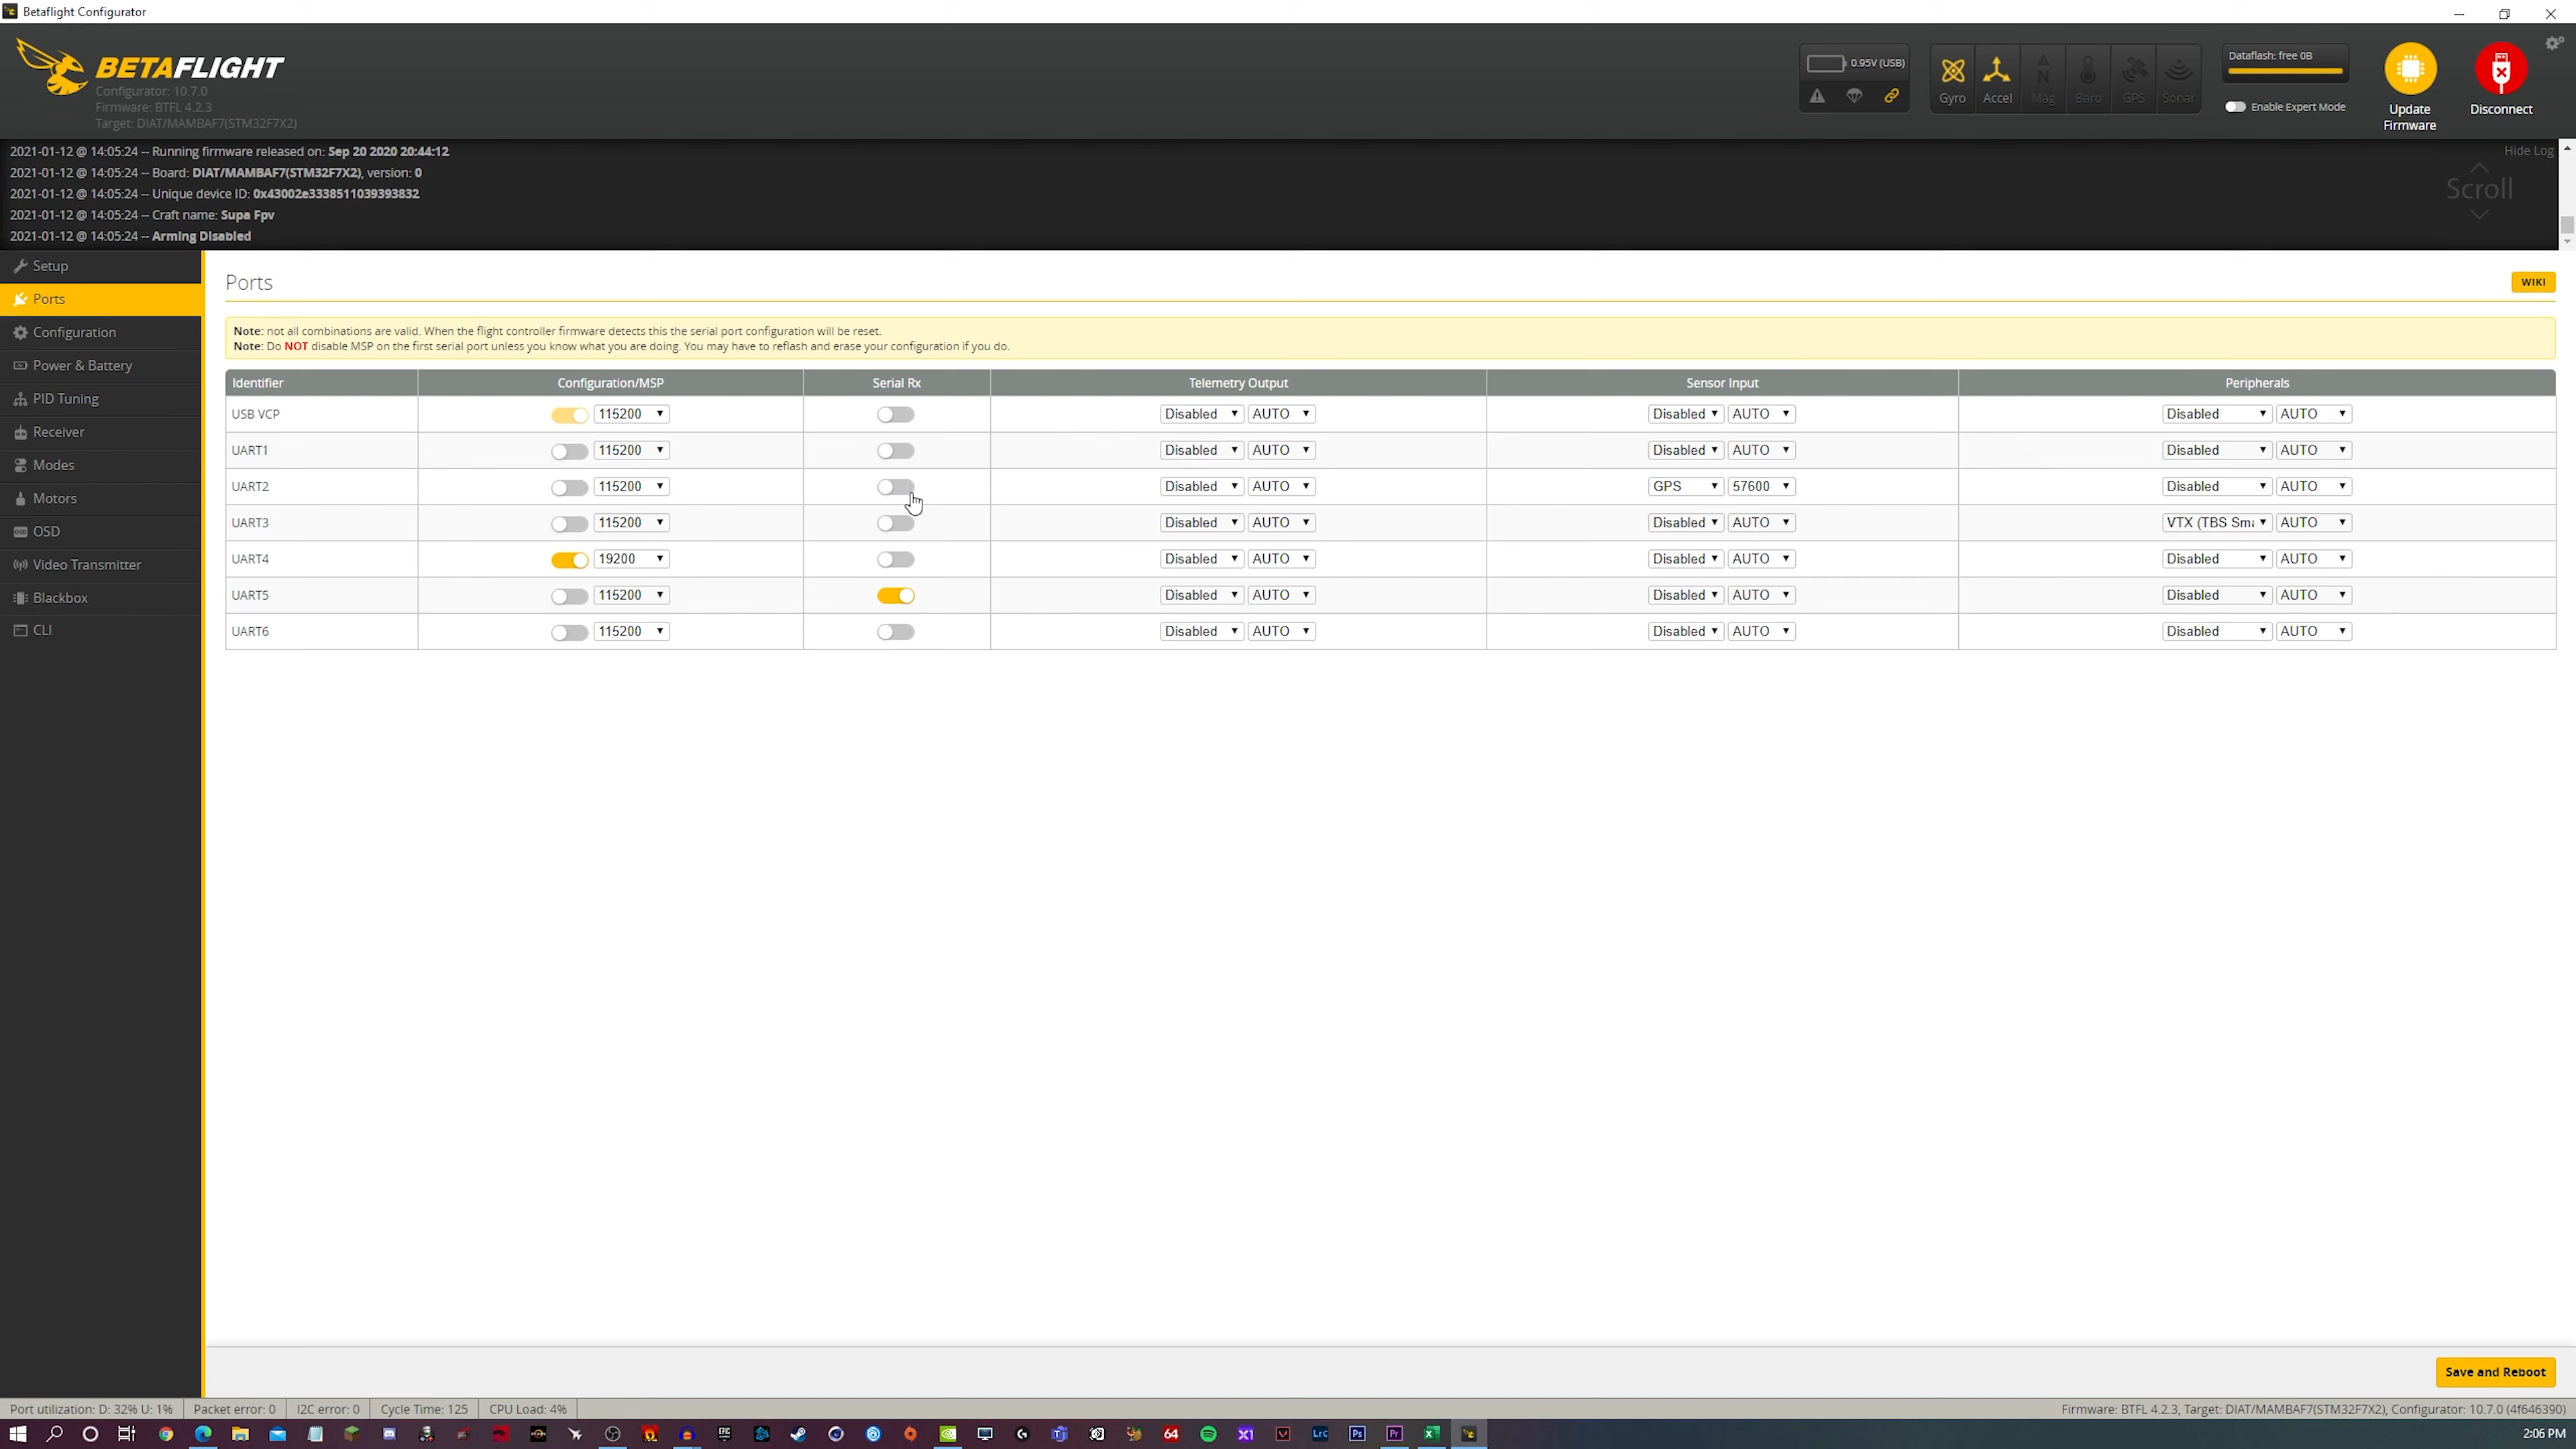 Betaflight Configurator
BETAFLIGHT
Configurator: 10.7.0
Firmware: BTFL 4.2.3
Target: DIAT/MAMBAF7(STM32F7X2)
0.95V (USB)
Gyro Accel Mag Baro GPS Sonar
Dataflash: free 0B
Enable Expert Mode
Update Firmware
Disconnect
2021-01-12 @ 14:05:24 -- Running firmware released on: Sep 20 2020 20:44:12
2021-01-12 @ 14:05:24 -- Board: DIAT/MAMBAF7(STM32F7X2), version: 0
2021-01-12 @ 14:05:24 -- Unique device ID: 0x43002e3338511039393832
2021-01-12 @ 14:05:24 -- Craft name: Supa Fpv
2021-01-12 @ 14:05:24 -- Arming Disabled
Hide Log
Scroll
Setup
Ports
Configuration
Power & Battery
PID Tuning
Receiver
Modes
Motors
OSD
Video Transmitter
Blackbox
CLI
Ports
WIKI
Note: not all combinations are valid. When the flight controller firmware detects this the serial port configuration will be reset.
Note: Do NOT disable MSP on the first serial port unless you know what you are doing. You may have to reflash and erase your configuration if you do.
Identifier Configuration/MSP Serial Rx Telemetry Output Sensor Input Peripherals
USB VCP 115200 Disabled AUTO Disabled AUTO Disabled AUTO
UART1 115200 Disabled AUTO Disabled AUTO Disabled AUTO
UART2 115200 Disabled AUTO GPS 57600 Disabled AUTO
UART3 115200 Disabled AUTO Disabled AUTO VTX (TBS Sma AUTO
UART4 19200 Disabled AUTO Disabled AUTO Disabled AUTO
UART5 115200 Disabled AUTO Disabled AUTO Disabled AUTO
UART6 115200 Disabled AUTO Disabled AUTO Disabled AUTO
Save and Reboot
Port utilization: D: 32% U: 1% Packet error: 0 I2C error: 0 Cycle Time: 125 CPU Load: 4%
Firmware: BTFL 4.2.3, Target: DIAT/MAMBAF7(STM32F7X2), Configurator: 10.7.0 (4f646390)
EPIC 64 X1 Lrc Ps Pr
2:06 PM